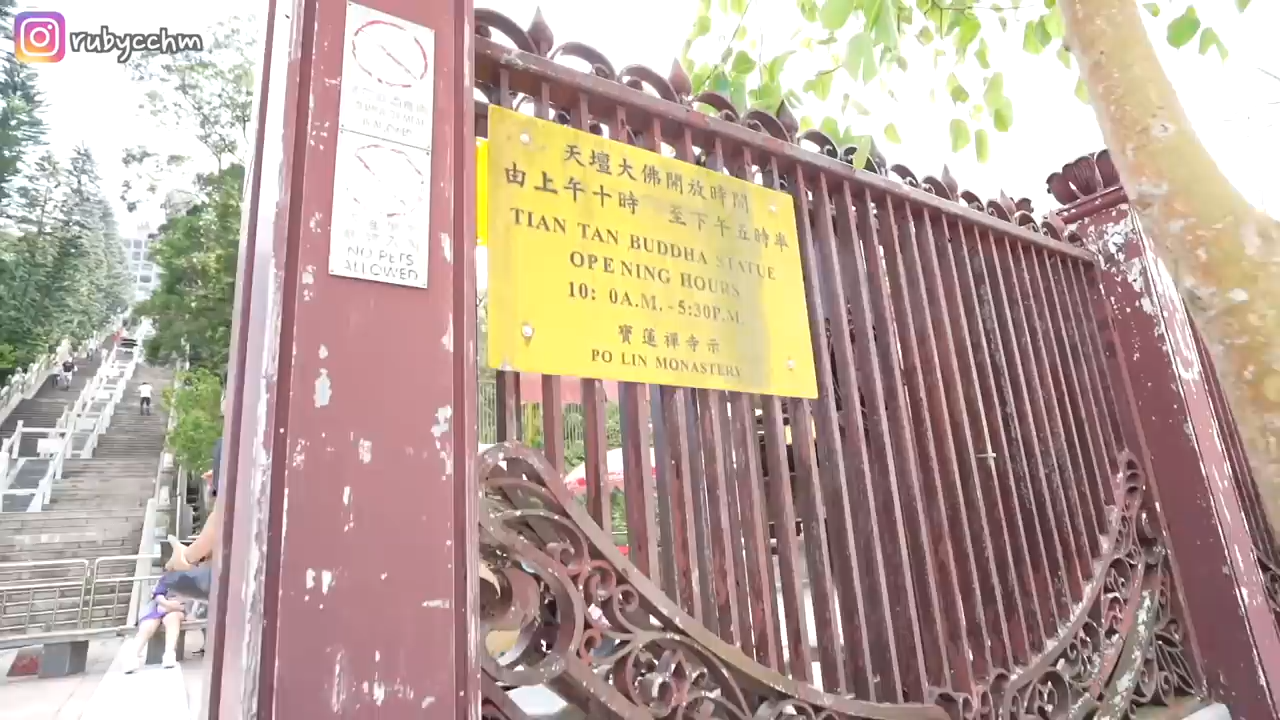 rubycchm
NO PETS
ALLOWED
天壇大佛開放時間
由上午十時 至下午五時半
TIAN TAN BUDDHA STATUE
OPENING HOURS
10: 0A.M. - 5:30P.M.
寶蓮禪寺示
PO LIN MONASTERY